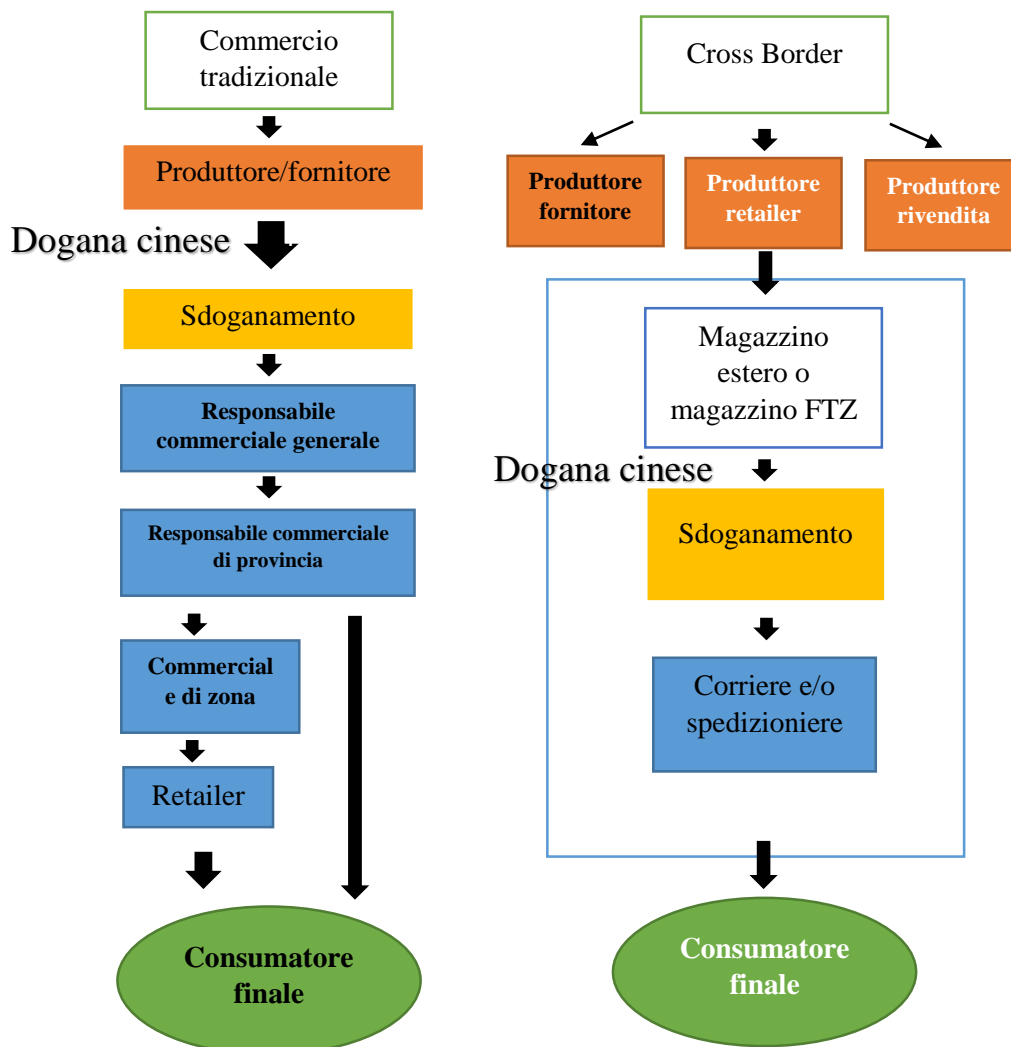 Commercio
tradizionale
Produttore/fornitore
Dogana cinese
Sdoganamento
Responsabile
commerciale generale
Responsabile commerciale
di provincia
Commercial
e di zona
Retailer
Consumatore
finale
Cross Border
Produttore
fornitore
Produttore
retailer
Produttore
rivendita
Magazzino
estero o
magazzino FTZ
Dogana cinese
Sdoganamento
Corriere e/o
spedizioniere
Consumatore
finale